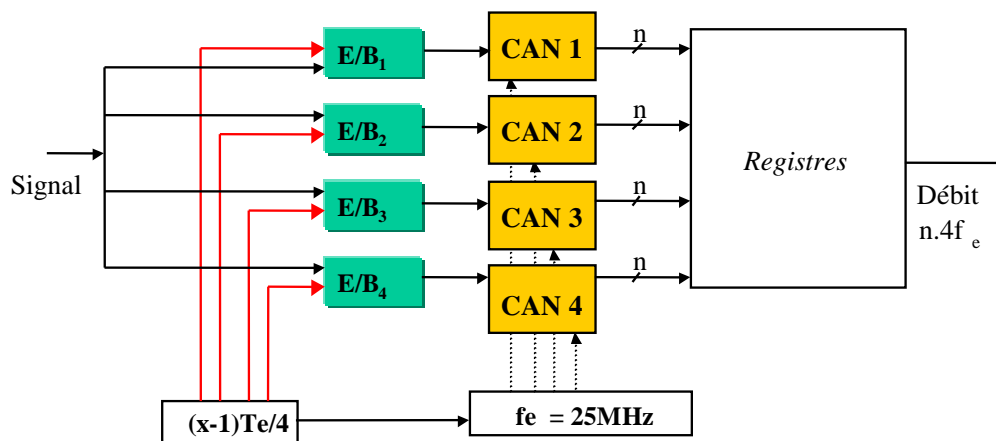 E/B₁
CAN 1
n
E/B₂
CAN 2
n
Signal
Registres
E/B₃
CAN 3
n
Débit
n.4f e
E/B₄
CAN 4
n
(x-1)Te/4
fe = 25MHz